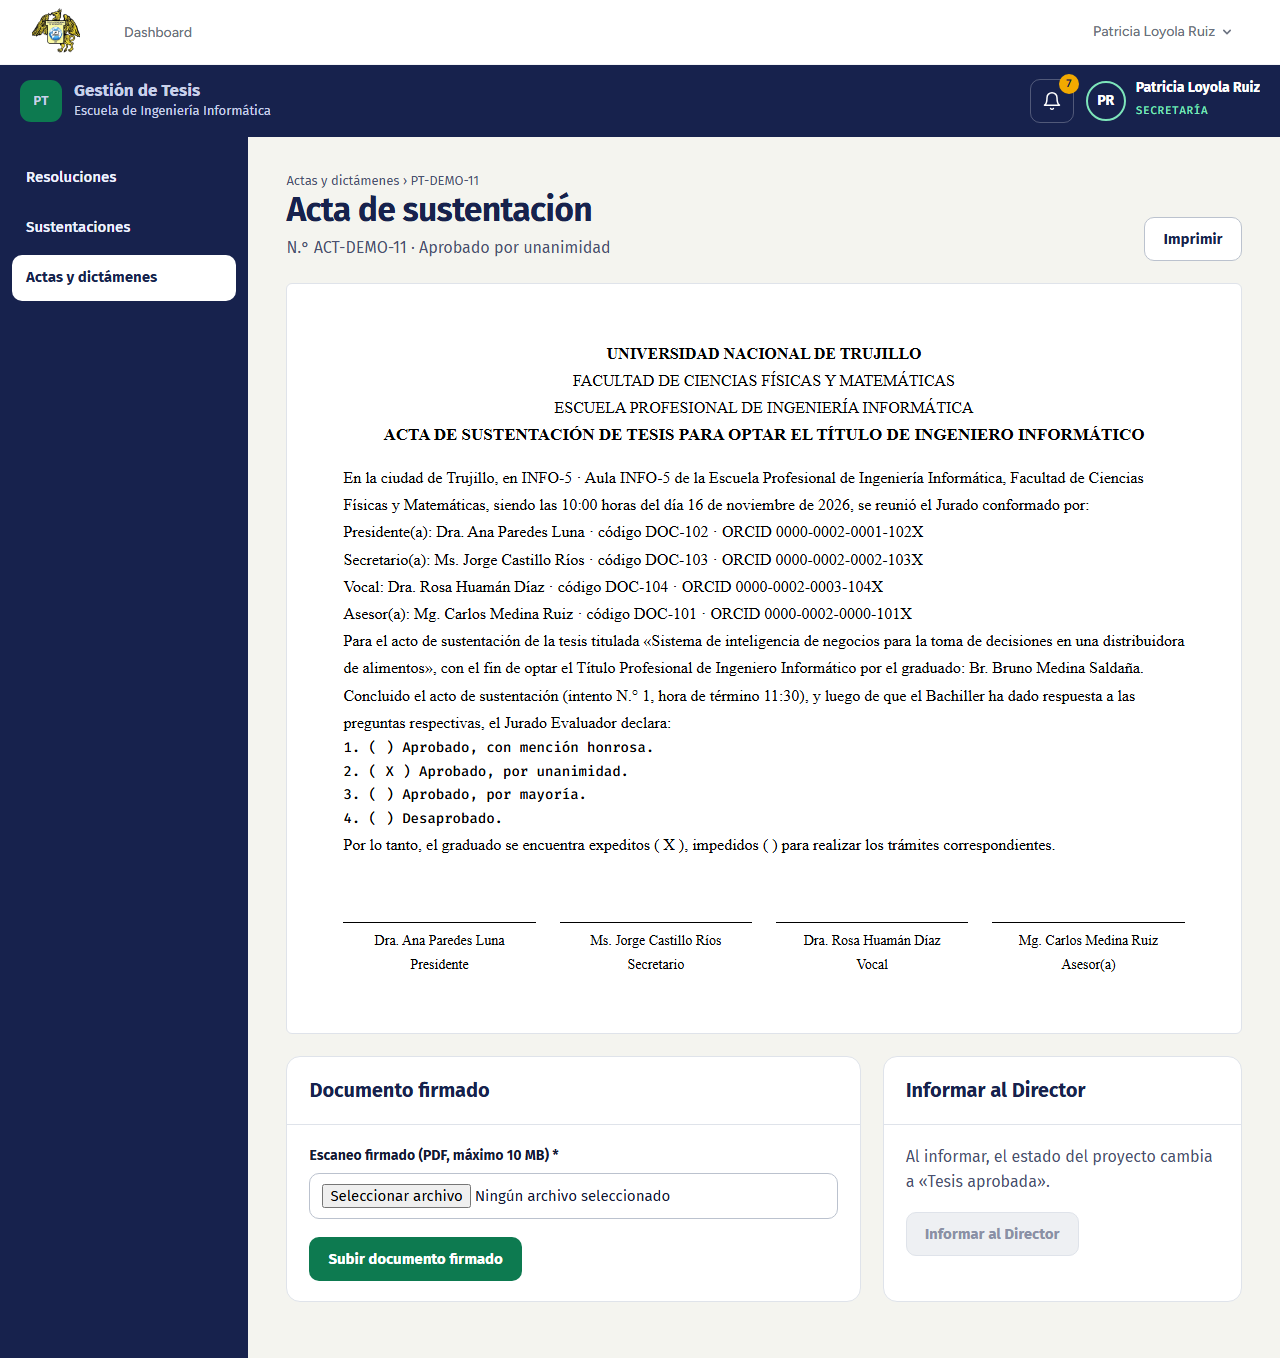 Dashboard
Patricia Loyola Ruiz
PT
Gestión de Tesis
Escuela de Ingeniería Informática
7
PR
Patricia Loyola Ruiz
SECRETARÍA
Resoluciones
Sustentaciones
Actas y dictámenes
Actas y dictámenes › PT-DEMO-11
Acta de sustentación
N.° ACT-DEMO-11 · Aprobado por unanimidad
Imprimir
UNIVERSIDAD NACIONAL DE TRUJILLO
FACULTAD DE CIENCIAS FÍSICAS Y MATEMÁTICAS
ESCUELA PROFESIONAL DE INGENIERÍA INFORMÁTICA
ACTA DE SUSTENTACIÓN DE TESIS PARA OPTAR EL TÍTULO DE INGENIERO INFORMÁTICO
En la ciudad de Trujillo, en INFO-5 · Aula INFO-5 de la Escuela Profesional de Ingeniería Informática, Facultad de Ciencias
Físicas y Matemáticas, siendo las 10:00 horas del día 16 de noviembre de 2026, se reunió el Jurado conformado por:
Presidente(a): Dra. Ana Paredes Luna · código DOC-102 · ORCID 0000-0002-0001-102X
Secretario(a): Ms. Jorge Castillo Ríos · código DOC-103 · ORCID 0000-0002-0002-103X
Vocal: Dra. Rosa Huamán Díaz · código DOC-104 · ORCID 0000-0002-0003-104X
Asesor(a): Mg. Carlos Medina Ruiz · código DOC-101 · ORCID 0000-0002-0000-101X
Para el acto de sustentación de la tesis titulada «Sistema de inteligencia de negocios para la toma de decisiones en una distribuidora
de alimentos», con el fin de optar el Título Profesional de Ingeniero Informático por el graduado: Br. Bruno Medina Saldaña.
Concluido el acto de sustentación (intento N.° 1, hora de término 11:30), y luego de que el Bachiller ha dado respuesta a las
preguntas respectivas, el Jurado Evaluador declara:
1. ( ) Aprobado, con mención honrosa.
2. ( X ) Aprobado, por unanimidad.
3. ( ) Aprobado, por mayoría.
4. ( ) Desaprobado.
Por lo tanto, el graduado se encuentra expeditos ( X ), impedidos ( ) para realizar los trámites correspondientes.
Dra. Ana Paredes Luna
Presidente
Ms. Jorge Castillo Ríos
Secretario
Dra. Rosa Huamán Díaz
Vocal
Mg. Carlos Medina Ruiz
Asesor(a)
Documento firmado
Escaneo firmado (PDF, máximo 10 MB) *
Seleccionar archivo Ningún archivo seleccionado
Subir documento firmado
Informar al Director
Al informar, el estado del proyecto cambia
a «Tesis aprobada».
Informar al Director